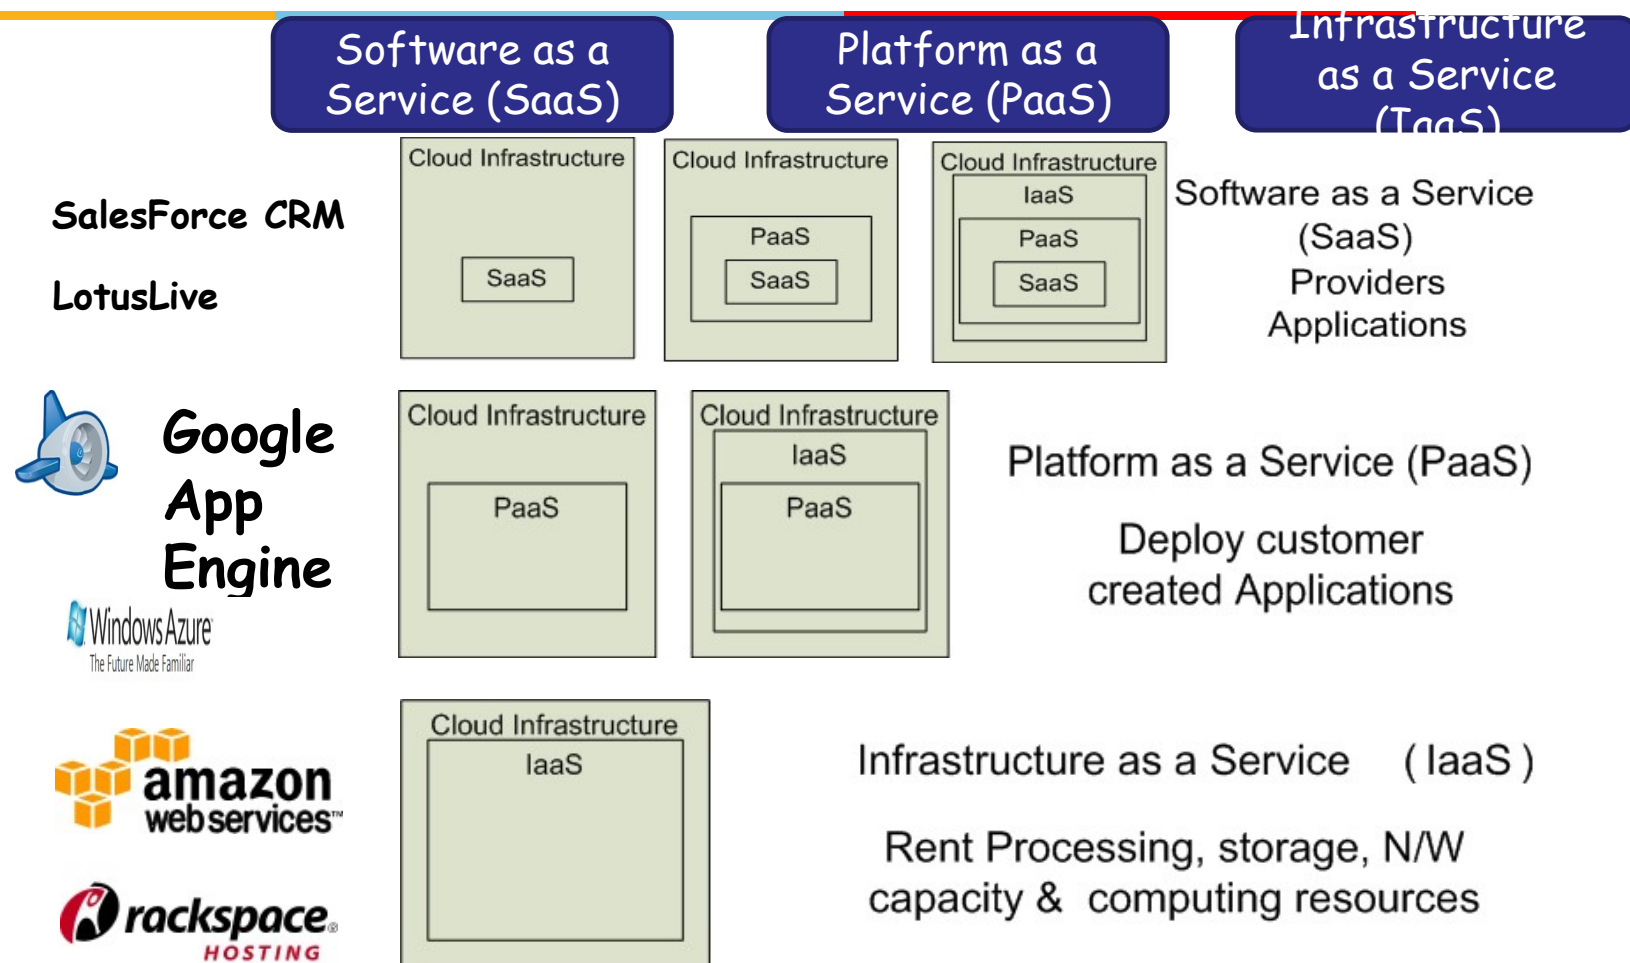 Software as a
Service (SaaS)
Platform as a
Service (PaaS)
Infrastructure
as a Service
(IaaS)
SalesForce CRM
LotusLive
Cloud Infrastructure
SaaS
Cloud Infrastructure
PaaS
SaaS
Cloud Infrastructure
IaaS
PaaS
SaaS
Software as a Service
(SaaS)
Providers
Applications
Google
App
Engine
Windows Azure
The Future Made Familiar
Cloud Infrastructure
PaaS
Cloud Infrastructure
IaaS
PaaS
Platform as a Service (PaaS)
Deploy customer
created Applications
amazon
web services™
rackspace®
HOSTING
Cloud Infrastructure
IaaS
Infrastructure as a Service ( IaaS )
Rent Processing, storage, N/W
capacity & computing resources